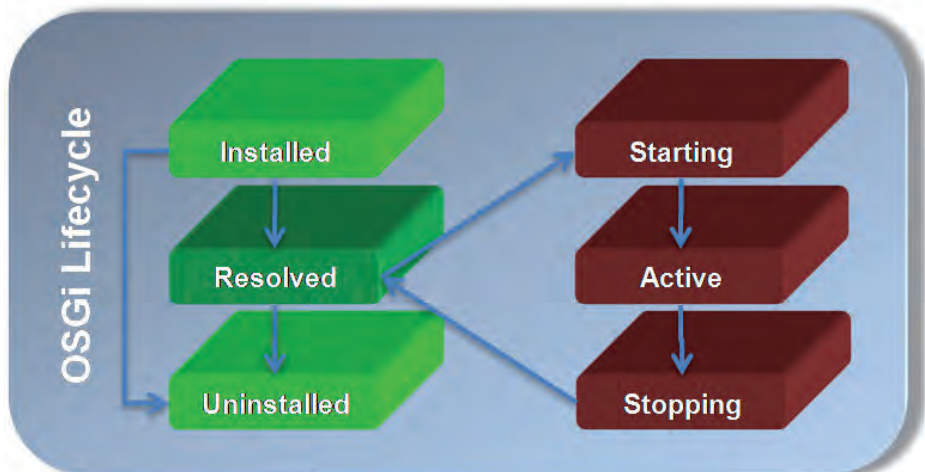 OSGi Lifecycle
Installed
Resolved
Uninstalled
Starting
Active
Stopping